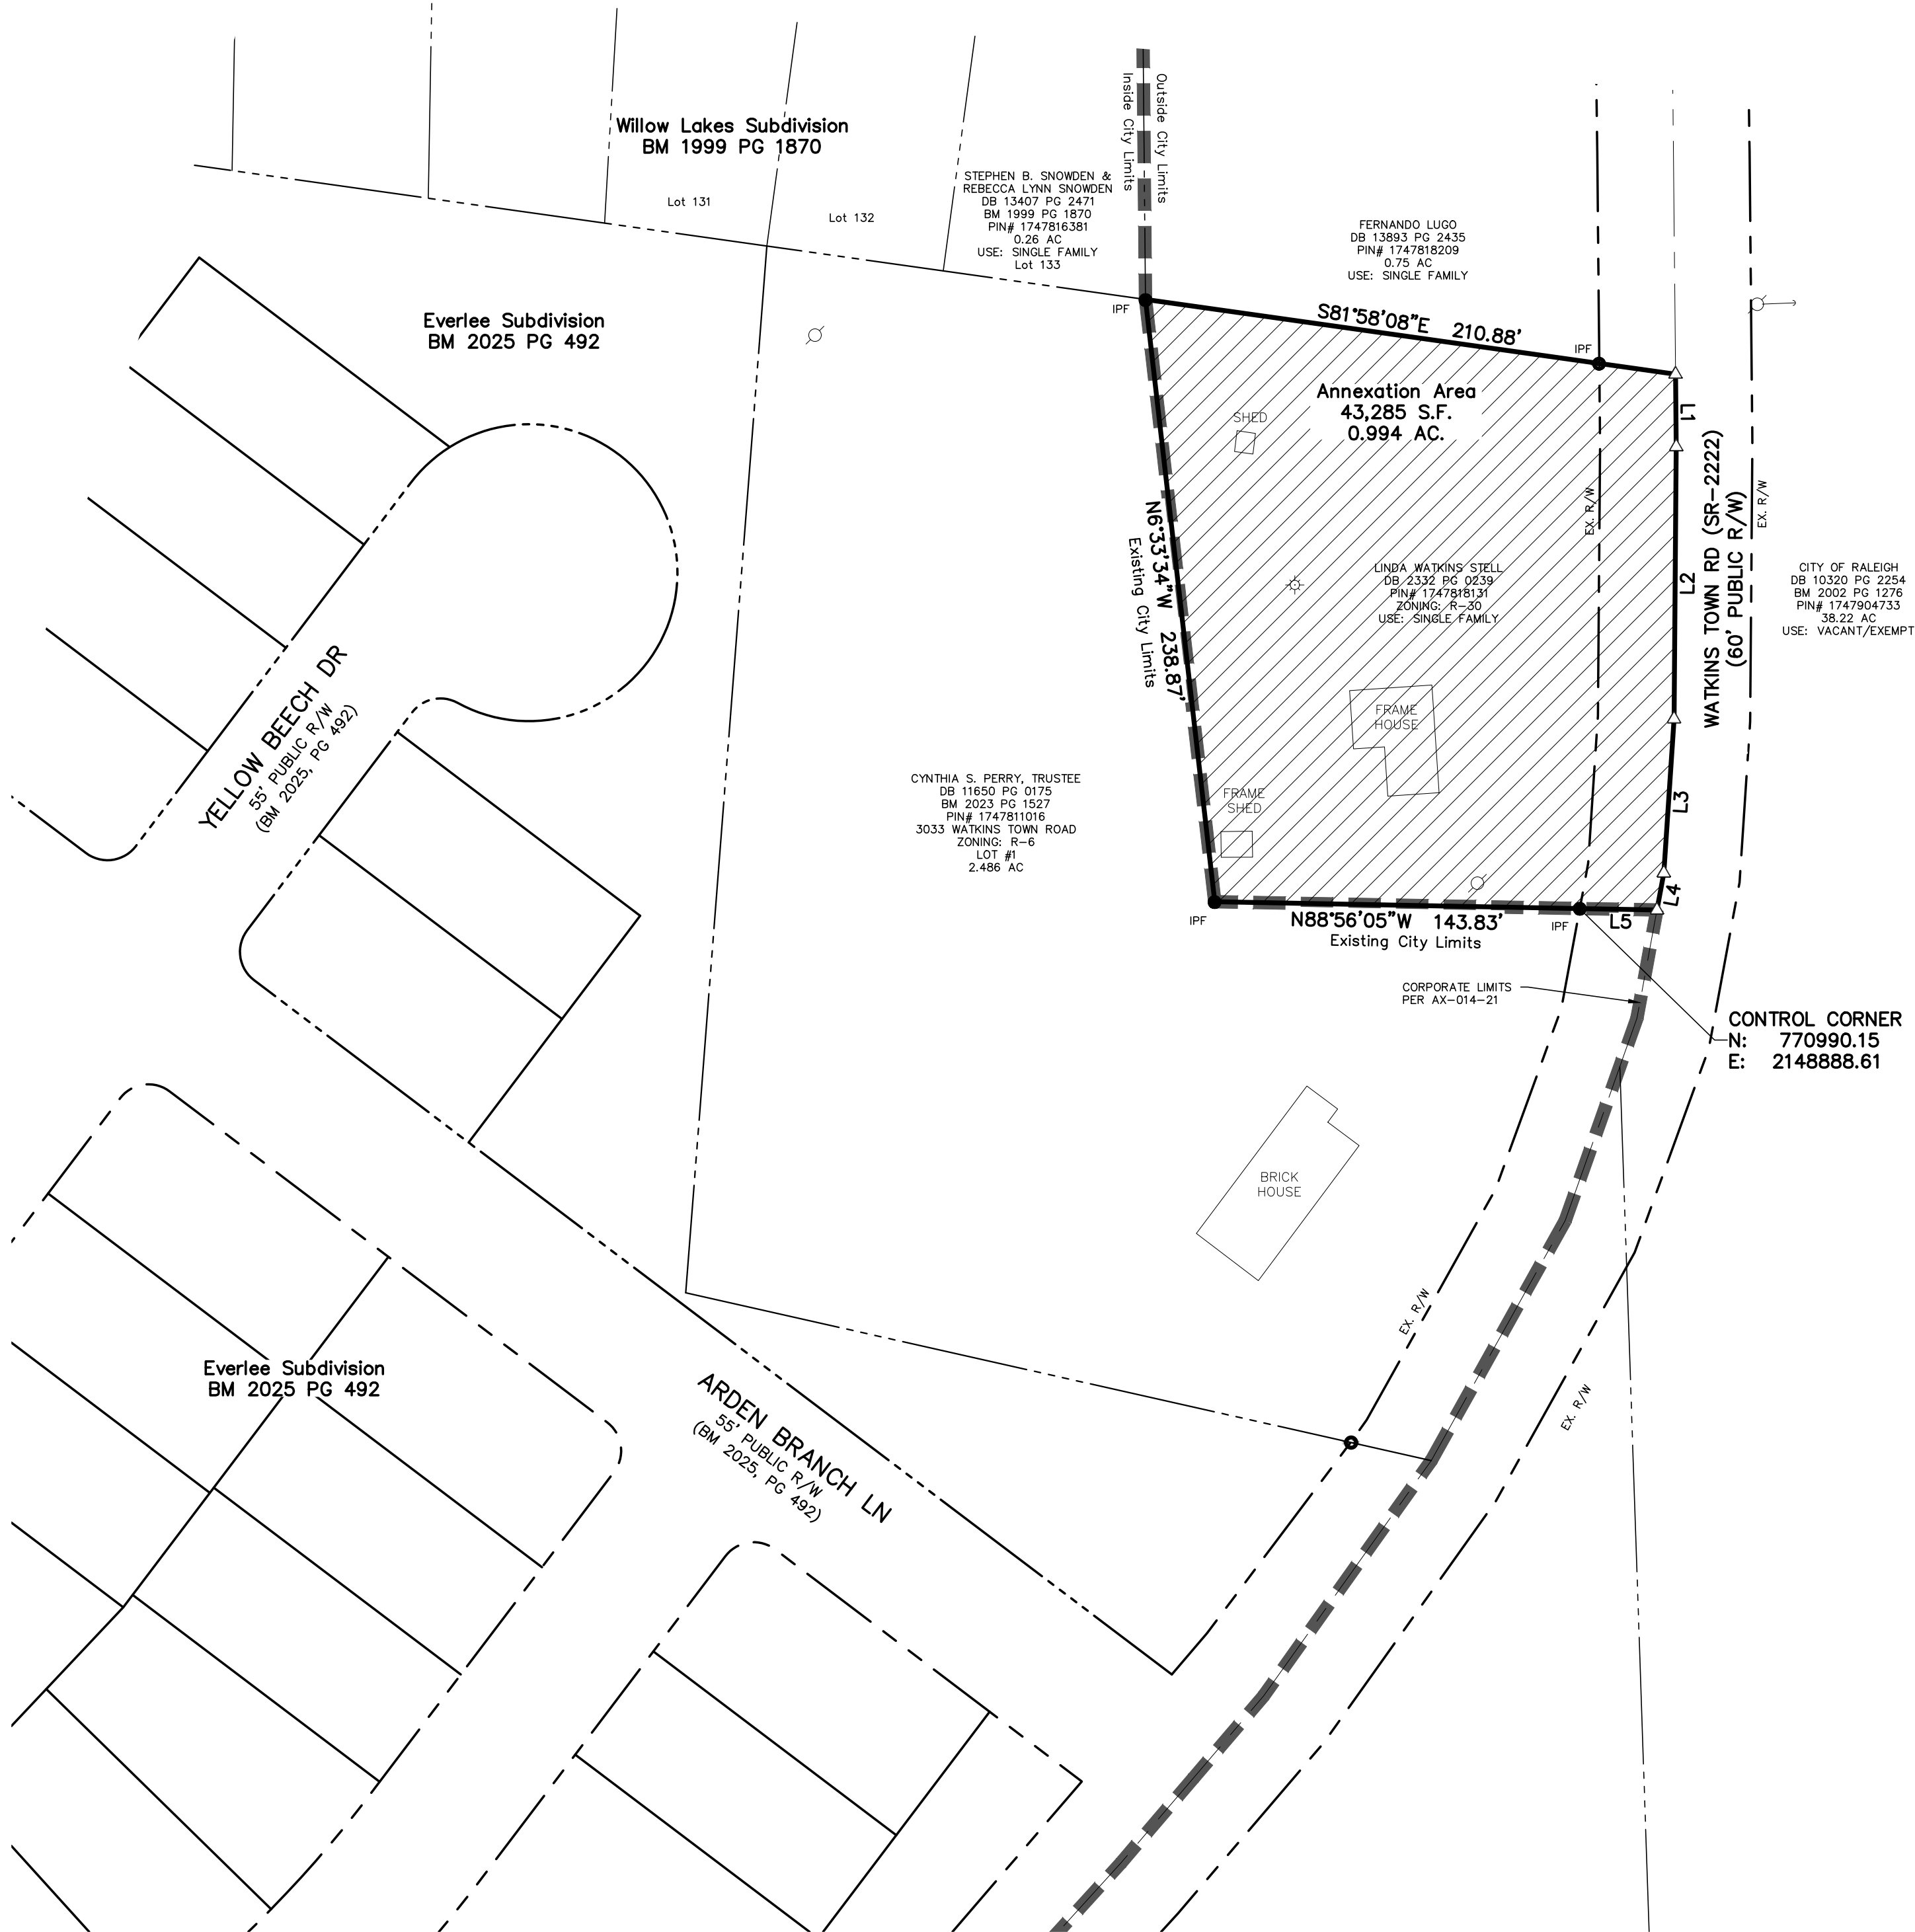 Willow Lakes Subdivision
BM 1999 PG 1870
Lot 131
Lot 132
STEPHEN B. SNOWDEN &
REBECCA LYNN SNOWDEN
DB 13407 PG 2471
BM 1999 PG 1870
PIN# 1747816381
0.26 AC
USE: SINGLE FAMILY
Lot 133
Inside City Limits
Outside City Limits
FERNANDO LUGO
DB 13893 PG 2435
PIN# 1747818209
0.75 AC
USE: SINGLE FAMILY
Everlee Subdivision
BM 2025 PG 492
IPF
S81°58'08"E 210.88'
IPF
Annexation Area
43,285 S.F.
0.994 AC.
SHED
L1
L2
L3
L4
L5
EX. R/W
WATKINS TOWN RD (SR-2222)
(60' PUBLIC R/W)
EX. R/W
N6°33'34"W 238.87'
Existing City Limits
LINDA WATKINS STELL
DB 2332 PG 0239
PIN# 1747818131
ZONING: R-30
USE: SINGLE FAMILY
CITY OF RALEIGH
DB 10320 PG 2254
BM 2002 PG 1276
PIN# 1747904733
38.22 AC
USE: VACANT/EXEMPT
FRAME
HOUSE
FRAME
SHED
YELLOW BEECH DR
55' PUBLIC R/W
(BM 2025, PG 492)
CYNTHIA S. PERRY, TRUSTEE
DB 11650 PG 0175
BM 2023 PG 1527
PIN# 1747811016
3033 WATKINS TOWN ROAD
ZONING: R-6
LOT #1
2.486 AC
IPF
N88°56'05"W 143.83'
Existing City Limits
IPF
CORPORATE LIMITS
PER AX-014-21
CONTROL CORNER
N: 770990.15
E: 2148888.61
BRICK
HOUSE
EX. R/W
EX. R/W
Everlee Subdivision
BM 2025 PG 492
ARDEN BRANCH LN
55' PUBLIC R/W
(BM 2025, PG 492)